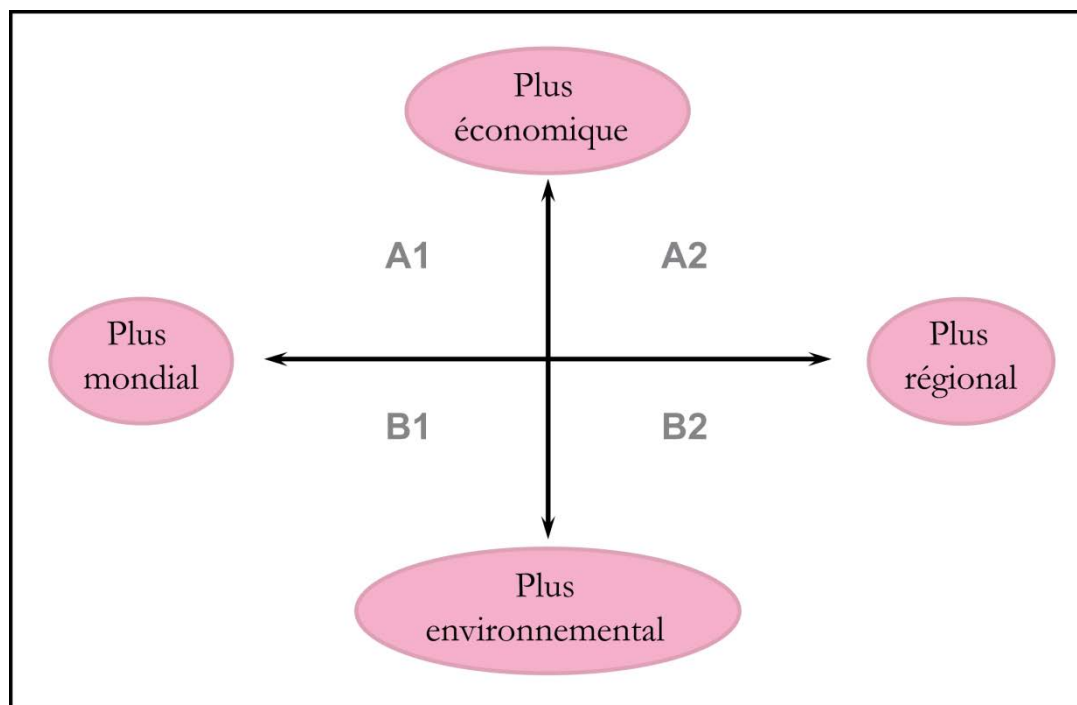 Plus
économique
A1
A2
Plus
mondial
Plus
régional
B1
B2
Plus
environnemental